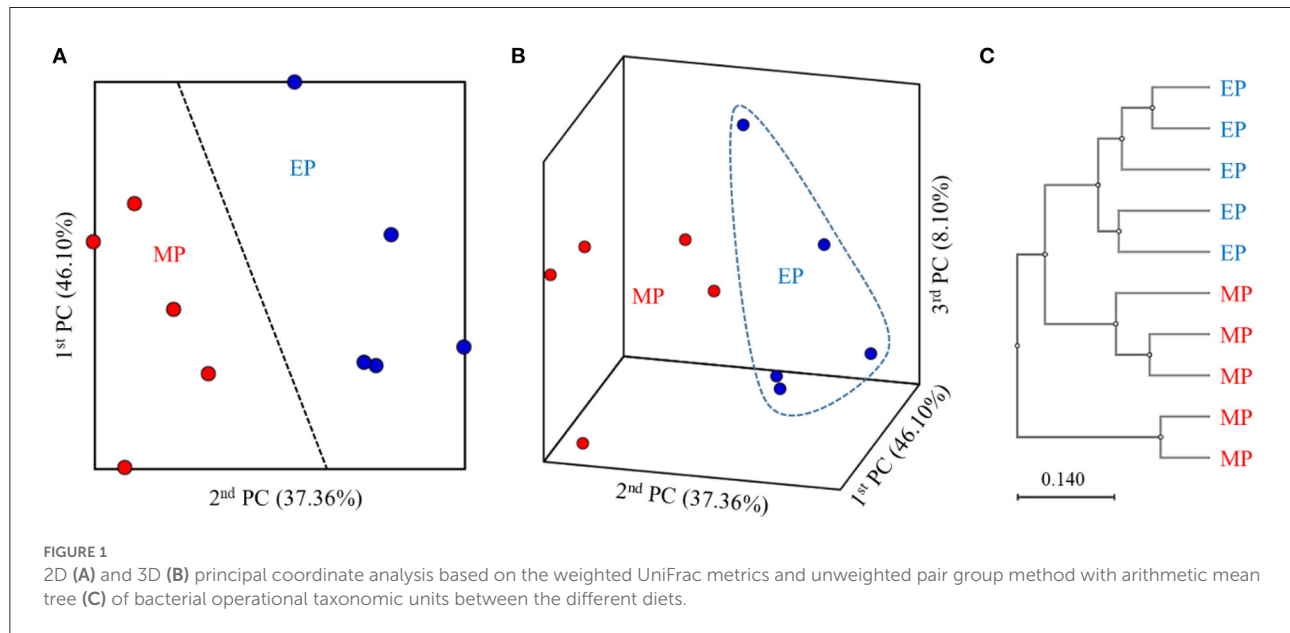 A
EP
MP
1st PC (46.10%)
2nd PC (37.36%)
B
EP
MP
3rd PC (8.10%)
1st PC (46.10%)
2nd PC (37.36%)
C
EP
EP
EP
EP
EP
MP
MP
MP
MP
MP
0.140
FIGURE 1
2D (A) and 3D (B) principal coordinate analysis based on the weighted UniFrac metrics and unweighted pair group method with arithmetic mean
tree (C) of bacterial operational taxonomic units between the different diets.